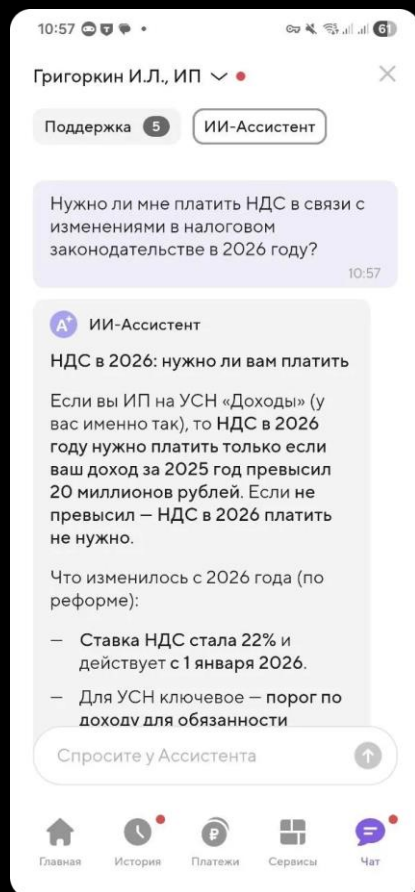 10:57
61
Григоркин И.Л., ИП
Поддержка 5
ИИ-Ассистент
Нужно ли мне платить НДС в связи с
изменениями в налоговом
законодательстве в 2026 году?
10:57
A+ ИИ-Ассистент
НДС в 2026: нужно ли вам платить
Если вы ИП на УСН «Доходы» (у
вас именно так), то НДС в 2026
году нужно платить только если
ваш доход за 2025 год превысил
20 миллионов рублей. Если не
превысил — НДС в 2026 платить
не нужно.
Что изменилось с 2026 года (по
реформе):
— Ставка НДС стала 22% и
действует с 1 января 2026.
— Для УСН ключевое — порог по
доходу для обязанности
Спросите у Ассистента
Главная История Платежи Сервисы Чат